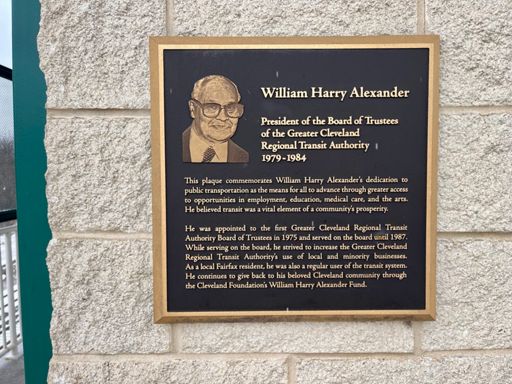 William Harry Alexander
President of the Board of Trustees
of the Greater Cleveland
Regional Transit Authority
1979-1984
This plaque commemorates William Harry Alexander's dedication to
public transportation as the means for all to advance through greater access
to opportunities in employment, education, medical care, and the arts.
He believed transit was a vital element of a community's prosperity.
He was appointed to the first Greater Cleveland Regional Transit
Authority Board of Trustees in 1975 and served on the board until 1987.
While serving on the board, he strived to increase the Greater Cleveland
Regional Transit Authority's use of local and minority businesses.
As a local Fairfax resident, he was also a regular user of the transit system.
He continues to give back to his beloved Cleveland community through
the Cleveland Foundation's William Harry Alexander Fund.